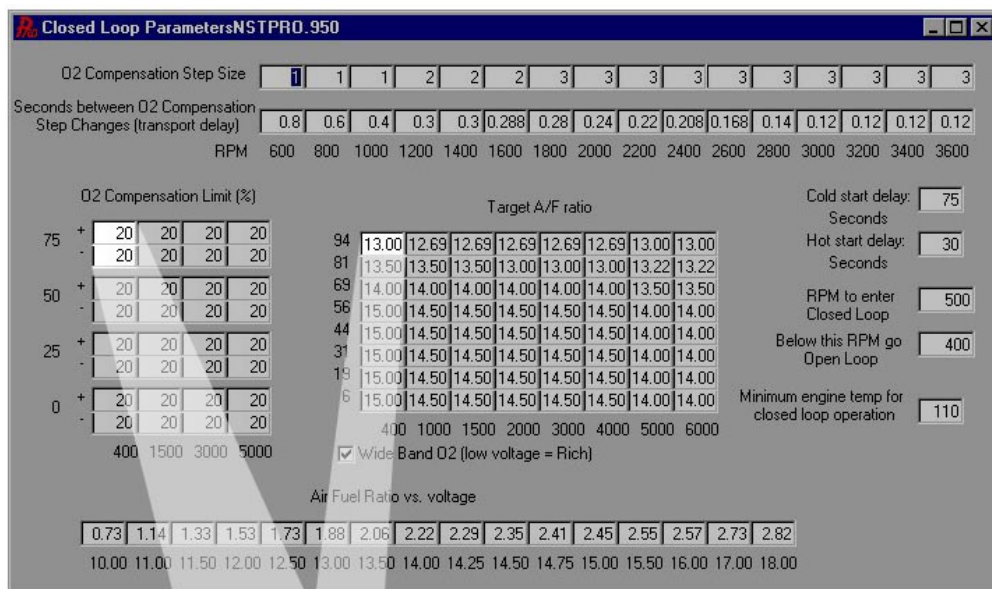 Closed Loop ParametersNSTPRO.950
O2 Compensation Step Size 1 1 1 2 2 2 3 3 3 3 3 3 3 3 3 3
Seconds between O2 Compensation
Step Changes (transport delay) 0.8 0.6 0.4 0.3 0.3 0.288 0.28 0.24 0.22 0.208 0.168 0.14 0.12 0.12 0.12 0.12
RPM 600 800 1000 1200 1400 1600 1800 2000 2200 2400 2600 2800 3000 3200 3400 3600
O2 Compensation Limit (%)
75 + 20 20 20 20
- 20 20 20 20
50 + 20 20 20 20
- 20 20 20 20
25 + 20 20 20 20
- 20 20 20 20
0 + 20 20 20 20
- 20 20 20 20
400 1500 3000 5000
Target A/F ratio
94 13.00 12.69 12.69 12.69 12.69 12.69 13.00 13.00
81 13.50 13.50 13.50 13.00 13.00 13.00 13.22 13.22
69 14.00 14.00 14.00 14.00 14.00 14.00 13.50 13.50
56 15.00 14.50 14.50 14.50 14.50 14.50 14.00 14.00
44 15.00 14.50 14.50 14.50 14.50 14.50 14.00 14.00
31 15.00 14.50 14.50 14.50 14.50 14.50 14.00 14.00
19 15.00 14.50 14.50 14.50 14.50 14.50 14.00 14.00
6 15.00 14.50 14.50 14.50 14.50 14.50 14.00 14.00
400 1000 1500 2000 3000 4000 5000 6000
Wide Band O2 (low voltage = Rich)
Cold start delay: 75
Seconds
Hot start delay: 30
Seconds
RPM to enter
Closed Loop 500
Below this RPM go
Open Loop 400
Minimum engine temp for
closed loop operation 110
Air Fuel Ratio vs. voltage
0.73 1.14 1.33 1.53 1.73 1.88 2.06 2.22 2.29 2.35 2.41 2.45 2.55 2.57 2.73 2.82
10.00 11.00 11.50 12.00 12.50 13.00 13.50 14.00 14.25 14.50 14.75 15.00 15.50 16.00 17.00 18.00